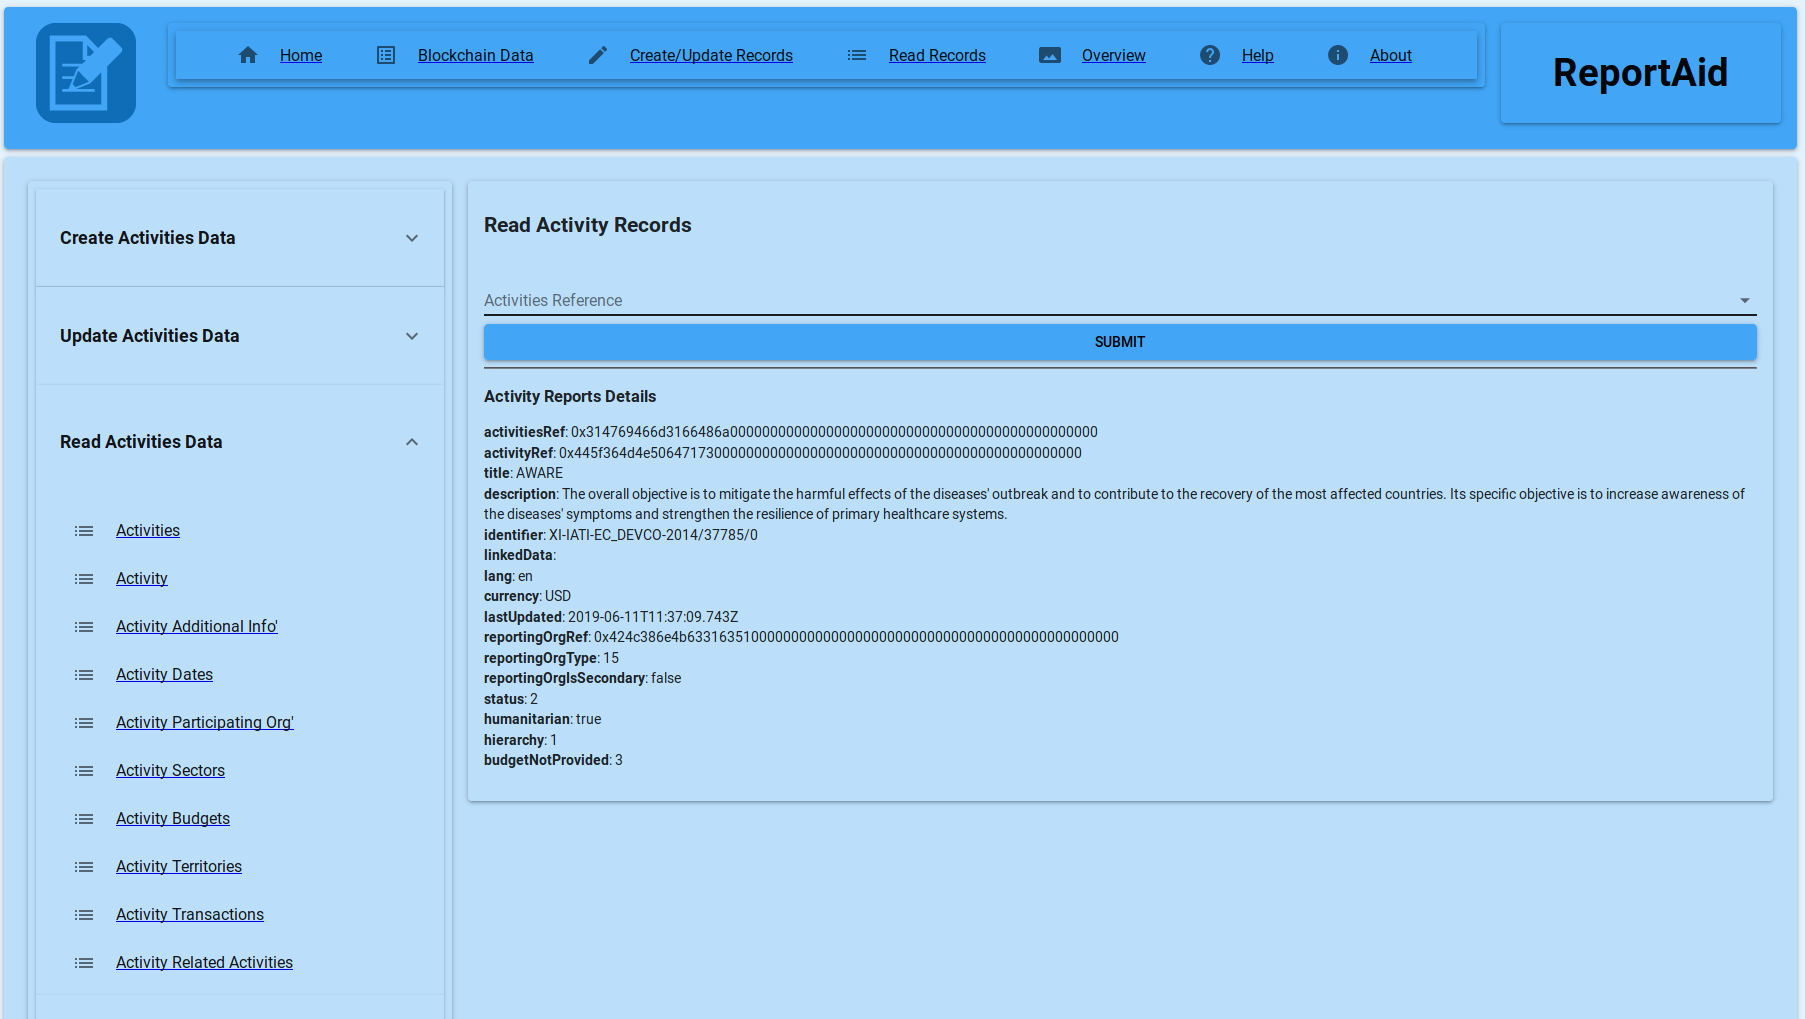 Home
Blockchain Data
Create/Update Records
Read Records
Overview
Help
About
ReportAid
Create Activities Data
Update Activities Data
Read Activities Data
Activities
Activity
Activity Additional Info'
Activity Dates
Activity Participating Org'
Activity Sectors
Activity Budgets
Activity Territories
Activity Transactions
Activity Related Activities
Read Activity Records
Activities Reference
SUBMIT
Activity Reports Details
activitiesRef: 0x314769466d3166486a00000000000000000000000000000000000000000000
activityRef: 0x445f364d4e50647173000000000000000000000000000000000000000000000
title: AWARE
description: The overall objective is to mitigate the harmful effects of the diseases' outbreak and to contribute to the recovery of the most affected countries. Its specific objective is to increase awareness of
the diseases' symptoms and strengthen the resilience of primary healthcare systems.
identifier: XI-IATI-EC_DEVCO-2014/37785/0
linkedData:
lang: en
currency: USD
lastUpdated: 2019-06-11T11:37:09.743Z
reportingOrgRef: 0x424c386e4b633163510000000000000000000000000000000000000000000000
reportingOrgType: 15
reportingOrgIsSecondary: false
status: 2
humanitarian: true
hierarchy: 1
budgetNotProvided: 3